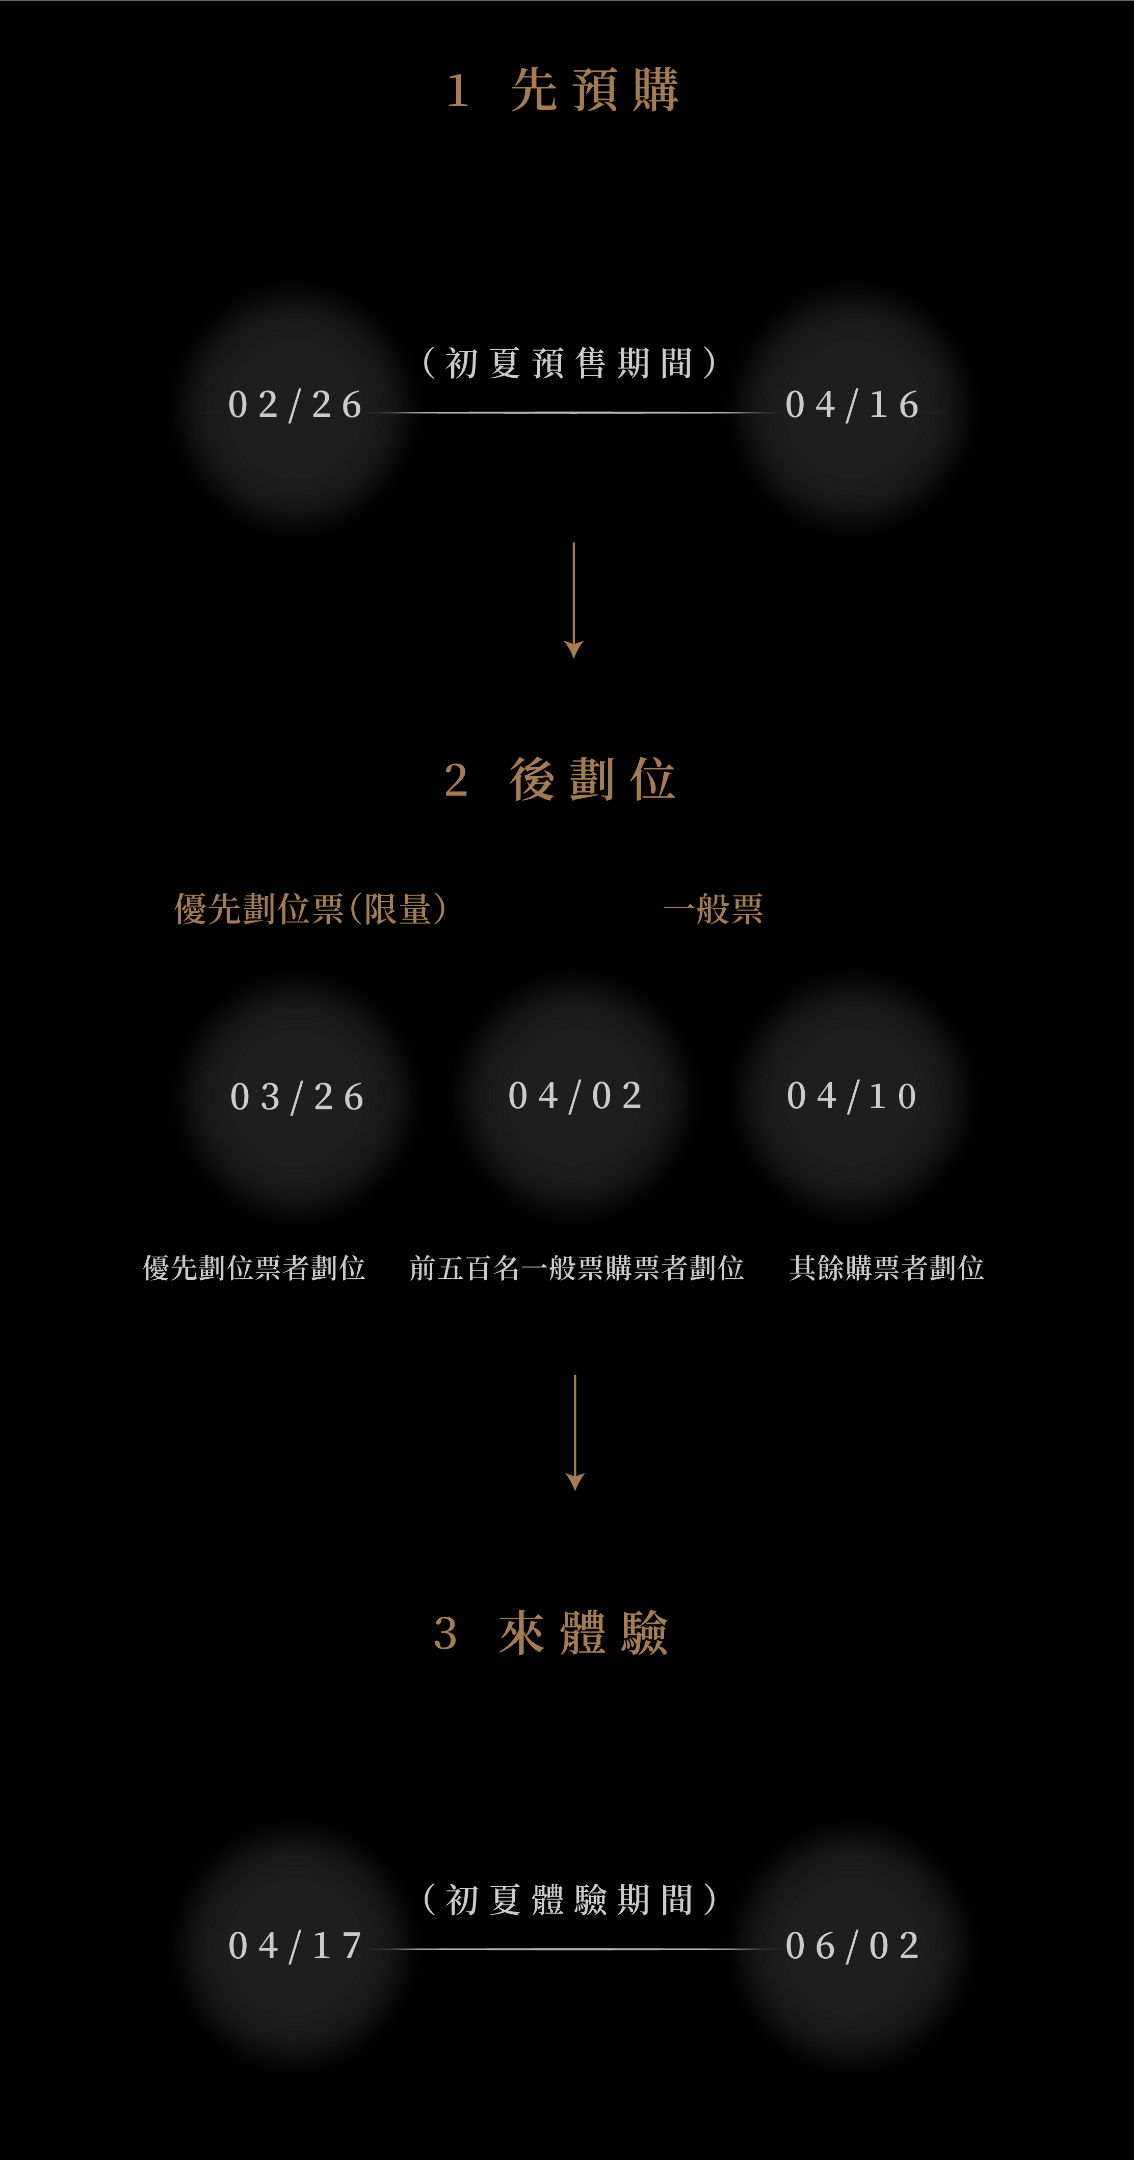 1 先預購
(初夏預售期間)
02/26
04/16
2 後劃位
優先劃位票(限量)
一般票
03/26
04/02
04/10
優先劃位票者劃位
前五百名一般票購票者劃位
其餘購票者劃位
3 來體驗
(初夏體驗期間)
04/17
06/02